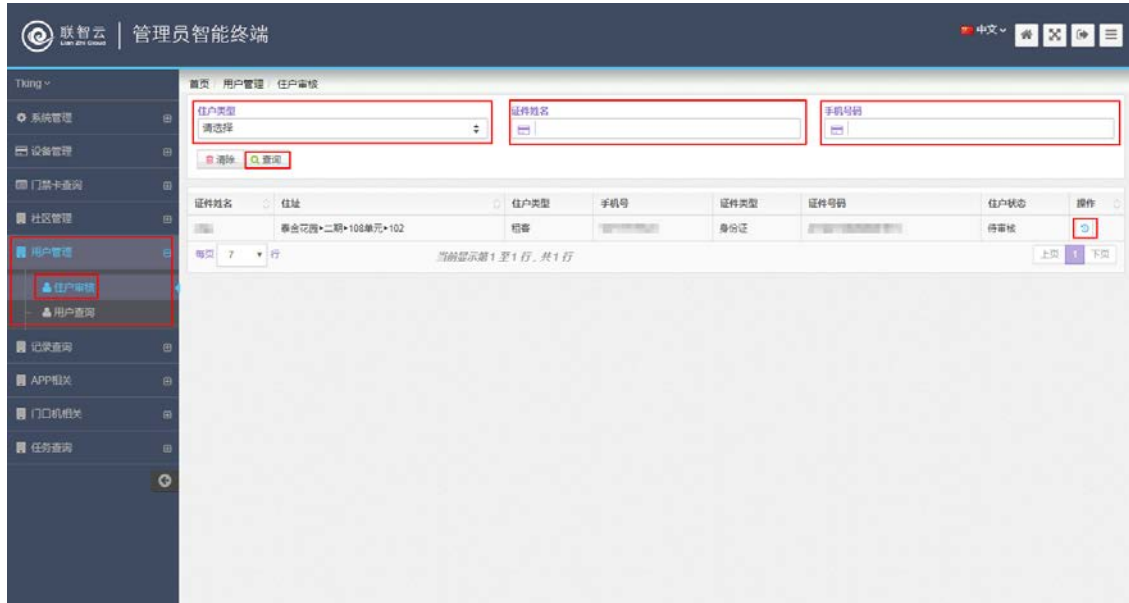 联智云 管理员智能终端 中文
Lian Zhi Cloud
Tking
首页 / 用户管理 / 住户审核
系统管理
设备管理
门禁卡查询
社区管理
用户管理
住户审核
用户查询
记录查询
APP相关
门口机相关
任务查询
住户类型 证件姓名 手机号码
请选择
清除 查询
证件姓名 住址 住户类型 手机号 证件类型 证件号码 住户状态 操作
泰合花园▸二期▸108单元▸102 租客 身份证 待审核
每页 7 行 当前显示第1 至1 行, 共1 行 上页 1 下页